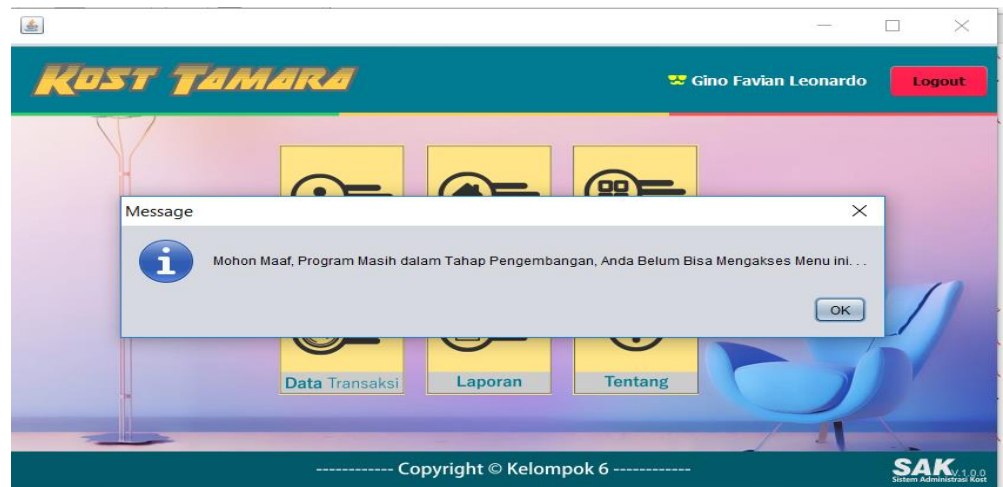 KOST TAMARA
Gino Favian Leonardo
Logout
Message
Mohon Maaf, Program Masih dalam Tahap Pengembangan, Anda Belum Bisa Mengakses Menu ini. . .
OK
Data Transaksi
Laporan
Tentang
------------ Copyright © Kelompok 6 ------------
SAK V.1.0.0
Sistem Administrasi Kost